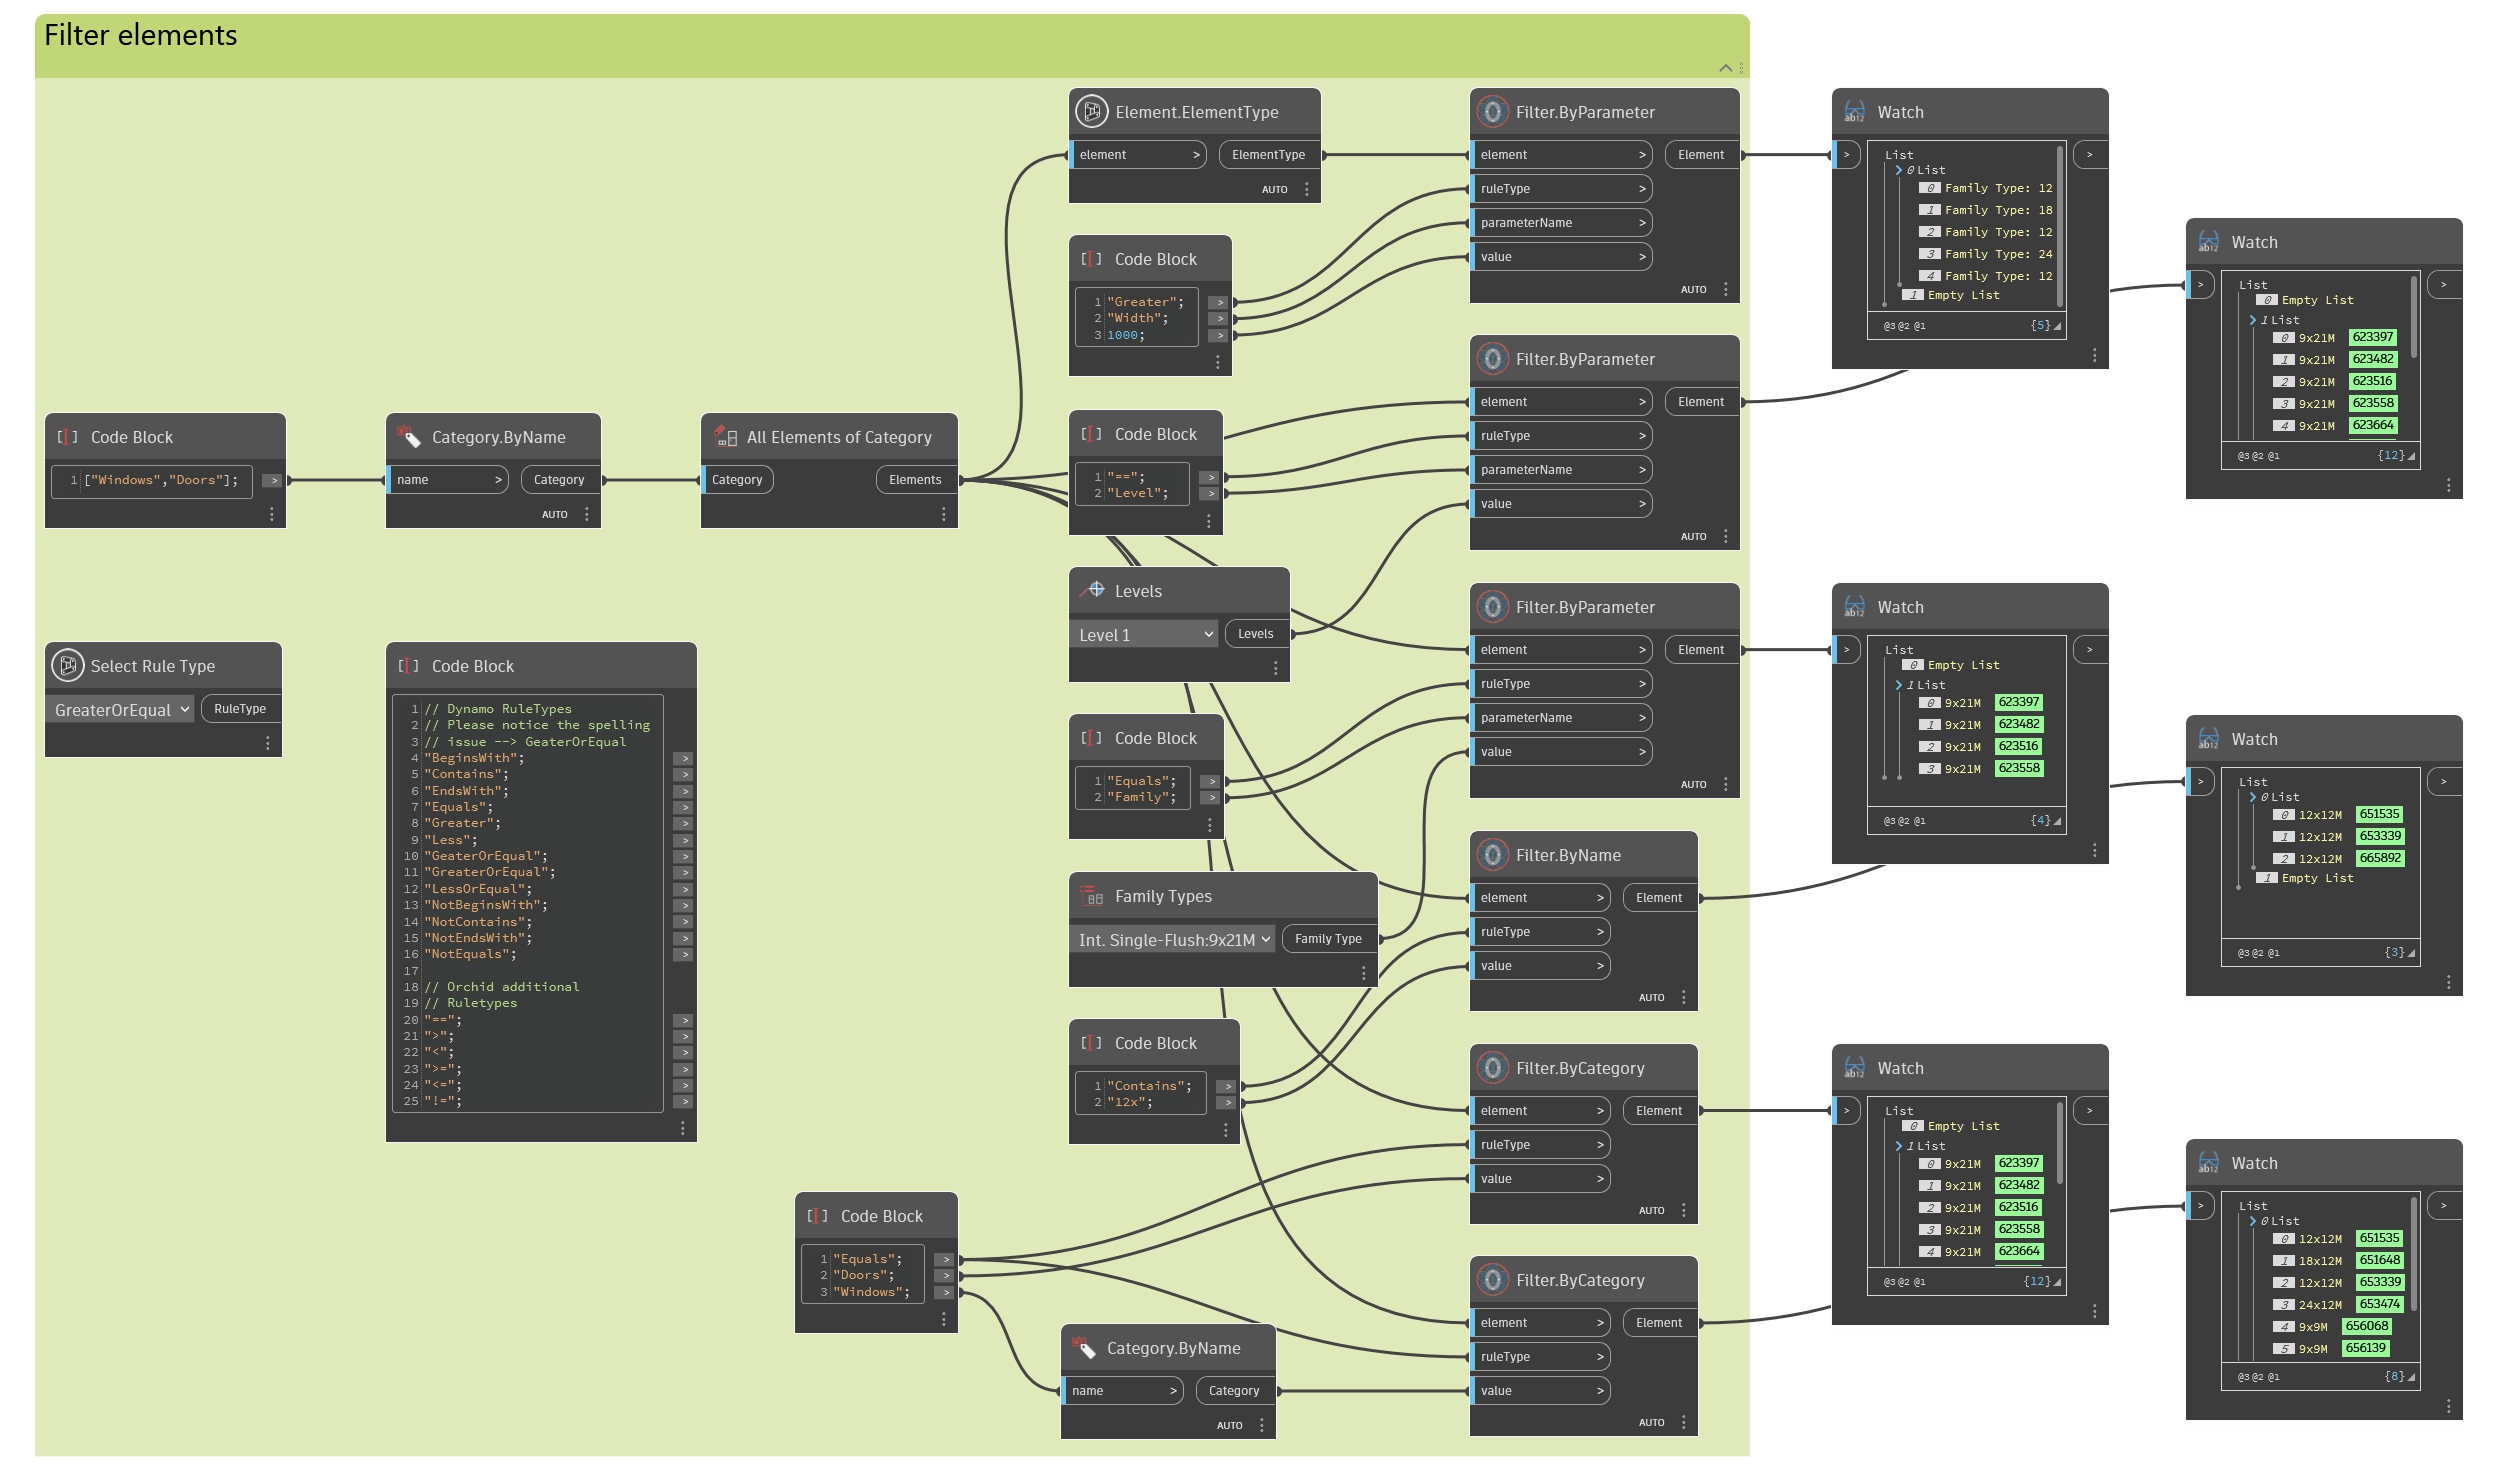 Filter elements
Code Block
1 ["Windows","Doors"];
>
Category.ByName
name >
Category
AUTO
All Elements of Category
Category
Elements
Select Rule Type
GreaterOrEqual
RuleType
Code Block
1 // Dynamo RuleTypes
2 // Please notice the spelling
3 // issue --> GeaterOrEqual
4 "BeginsWith"; >
5 "Contains"; >
6 "EndsWith"; >
7 "Equals"; >
8 "Greater"; >
9 "Less"; >
10 "GeaterOrEqual"; >
11 "GreaterOrEqual"; >
12 "LessOrEqual"; >
13 "NotBeginsWith"; >
14 "NotContains"; >
15 "NotEndsWith"; >
16 "NotEquals"; >
17
18 // Orchid additional
19 // Ruletypes
20 "=="; >
21 ">"; >
22 "<"; >
23 ">="; >
24 "<="; >
25 "!="; >
Element.ElementType
element > ElementType
AUTO
Code Block
1 "Greater"; >
2 "Width"; >
3 1000; >
Code Block
1 "=="; >
2 "Level"; >
Levels
Level 1
Levels
Code Block
1 "Equals"; >
2 "Family"; >
Family Types
Int. Single-Flush:9x21M
Family Type
Code Block
1 "Contains"; >
2 "12x"; >
Code Block
1 "Equals"; >
2 "Doors"; >
3 "Windows"; >
Category.ByName
name > Category
AUTO
Filter.ByParameter
element > Element
ruleType >
parameterName >
value >
AUTO
Filter.ByParameter
element > Element
ruleType >
parameterName >
value >
AUTO
Filter.ByParameter
element > Element
ruleType >
parameterName >
value >
AUTO
Filter.ByName
element > Element
ruleType >
value >
AUTO
Filter.ByCategory
element > Element
ruleType >
value >
AUTO
Filter.ByCategory
element > Element
ruleType >
value >
AUTO
ab12 Watch
> >
List
0 List
0 Family Type: 12
1 Family Type: 18
2 Family Type: 12
3 Family Type: 24
4 Family Type: 12
1 Empty List
@3 @2 @1 {5}
ab12 Watch
> >
List
0 Empty List
1 List
0 9x21M 623397
1 9x21M 623482
2 9x21M 623516
3 9x21M 623558
4 9x21M 623664
@3 @2 @1 {12}
ab12 Watch
> >
List
0 Empty List
1 List
0 9x21M 623397
1 9x21M 623482
2 9x21M 623516
3 9x21M 623558
@3 @2 @1 {4}
ab12 Watch
> >
List
0 List
0 12x12M 651535
1 12x12M 653339
2 12x12M 665892
1 Empty List
@3 @2 @1 {3}
ab12 Watch
> >
List
0 Empty List
1 List
0 9x21M 623397
1 9x21M 623482
2 9x21M 623516
3 9x21M 623558
4 9x21M 623664
@3 @2 @1 {12}
ab12 Watch
> >
List
0 List
0 12x12M 651535
1 18x12M 651648
2 12x12M 653339
3 24x12M 653474
4 9x9M 656068
5 9x9M 656139
@3 @2 @1 {8}